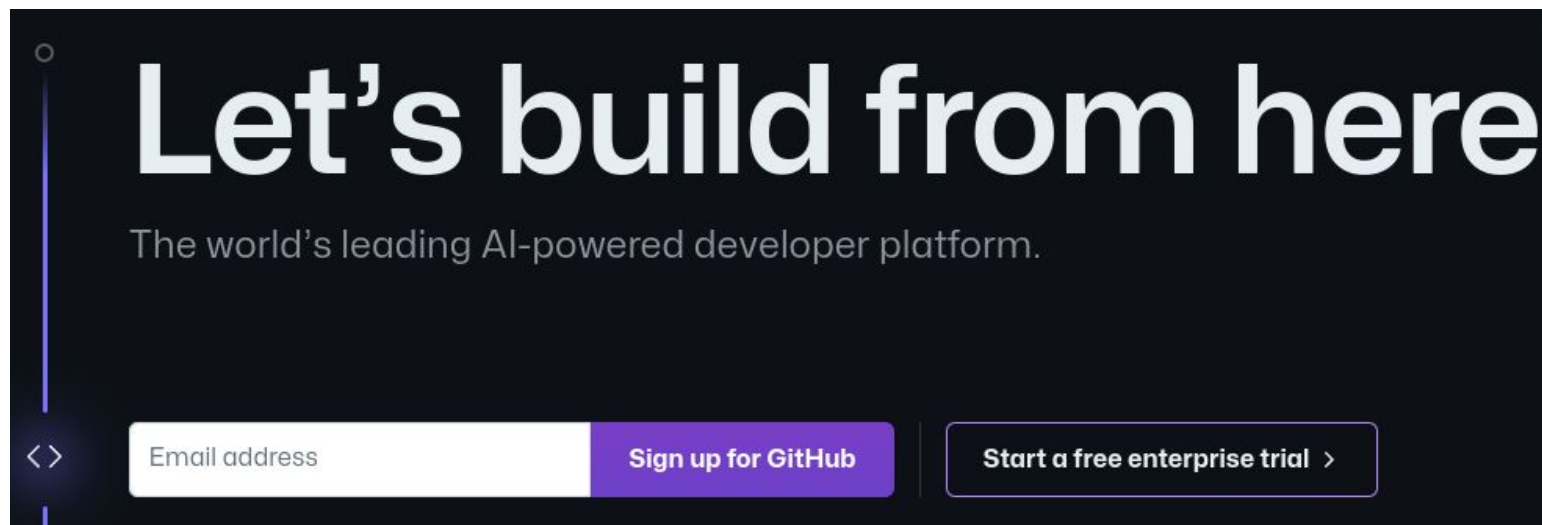 Let’s build from here
The world’s leading AI-powered developer platform.
Email address
Sign up for GitHub
Start a free enterprise trial